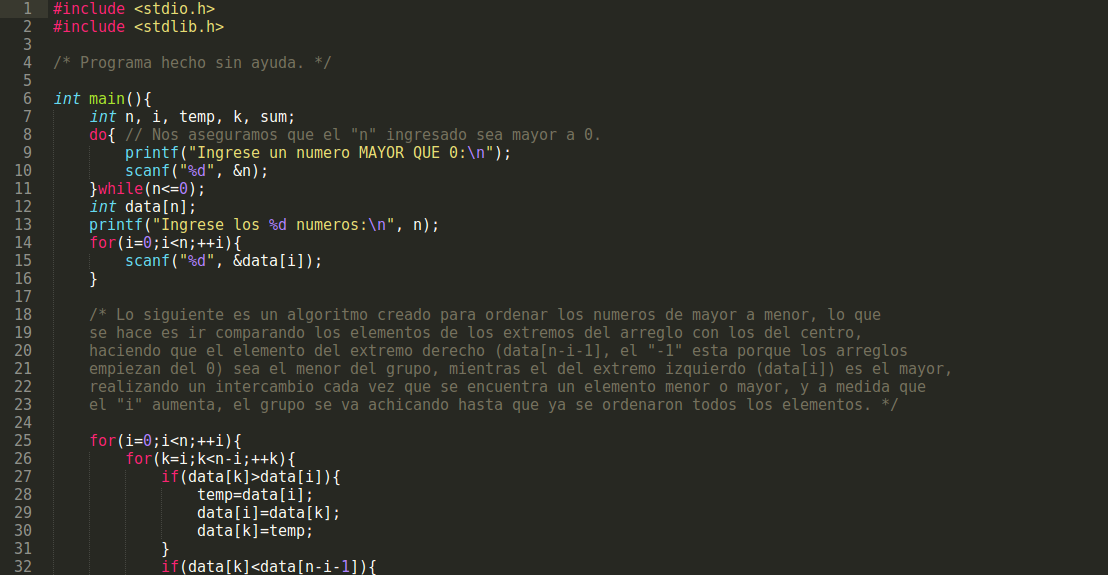 1 #include <stdio.h>
2 #include <stdlib.h>
3
4 /* Programa hecho sin ayuda. */
5
6 int main(){
7     int n, i, temp, k, sum;
8     do{ // Nos aseguramos que el "n" ingresado sea mayor a 0.
9         printf("Ingrese un numero MAYOR QUE 0:\n");
10         scanf("%d", &n);
11     }while(n<=0);
12     int data[n];
13     printf("Ingrese los %d numeros:\n", n);
14     for(i=0;i<n;++i){
15         scanf("%d", &data[i]);
16     }
17
18     /* Lo siguiente es un algoritmo creado para ordenar los numeros de mayor a menor, lo que
19     se hace es ir comparando los elementos de los extremos del arreglo con los del centro,
20     haciendo que el elemento del extremo derecho (data[n-i-1], el "-1" esta porque los arreglos
21     empiezan del 0) sea el menor del grupo, mientras el del extremo izquierdo (data[i]) es el mayor,
22     realizando un intercambio cada vez que se encuentra un elemento menor o mayor, y a medida que
23     el "i" aumenta, el grupo se va achicando hasta que ya se ordenaron todos los elementos. */
24
25     for(i=0;i<n;++i){
26         for(k=i;k<n-i;++k){
27             if(data[k]>data[i]){
28                 temp=data[i];
29                 data[i]=data[k];
30                 data[k]=temp;
31             }
32             if(data[k]<data[n-i-1]){